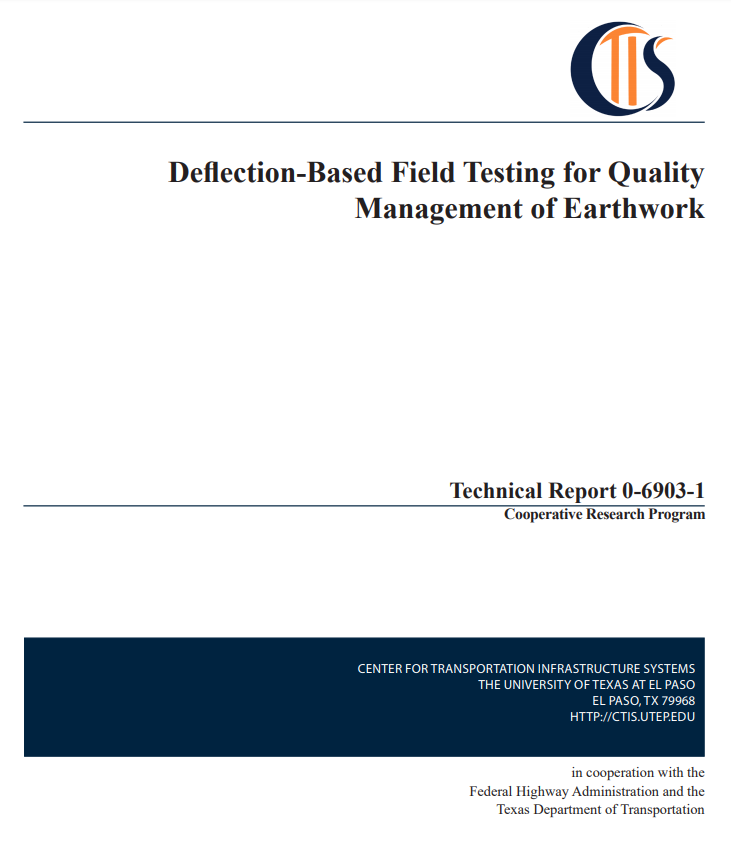 CTIS
Deflection-Based Field Testing for Quality
Management of Earthwork
Technical Report 0-6903-1
Cooperative Research Program
CENTER FOR TRANSPORTATION INFRASTRUCTURE SYSTEMS
THE UNIVERSITY OF TEXAS AT EL PASO
EL PASO, TX 79968
HTTP://CTIS.UTEP.EDU
in cooperation with the
Federal Highway Administration and the
Texas Department of Transportation